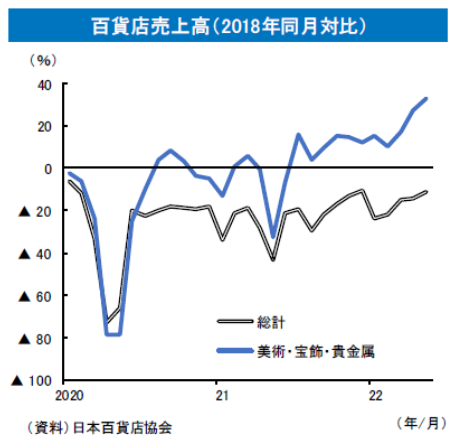 百貨店売上高(2018年同月対比)
(%)
40
20
0
▲ 20
▲ 40
▲ 60
▲ 80
▲ 100
総計
美術・宝飾・貴金属
2020
21
22
(年/月)
(資料)日本百貨店協会